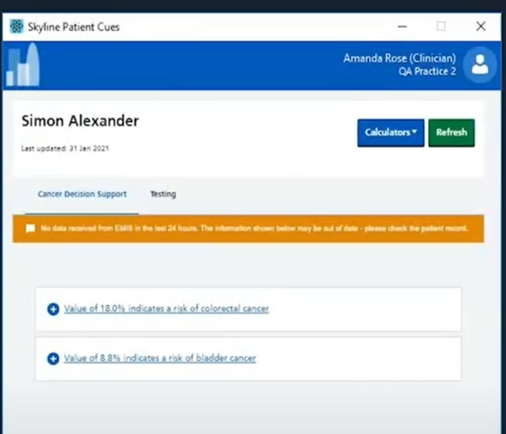 Skyline Patient Cues
Amanda Rose (Clinician)
QA Practice 2
Simon Alexander
Last updated: 31 Jan 2021
Calculators
Refresh
Cancer Decision Support
Testing
No data received from EMIS in the last 24 hours. The information shown below may be out of date - please check the patient record.
Value of 18.0% indicates a risk of colorectal cancer
Value of 8.8% indicates a risk of bladder cancer